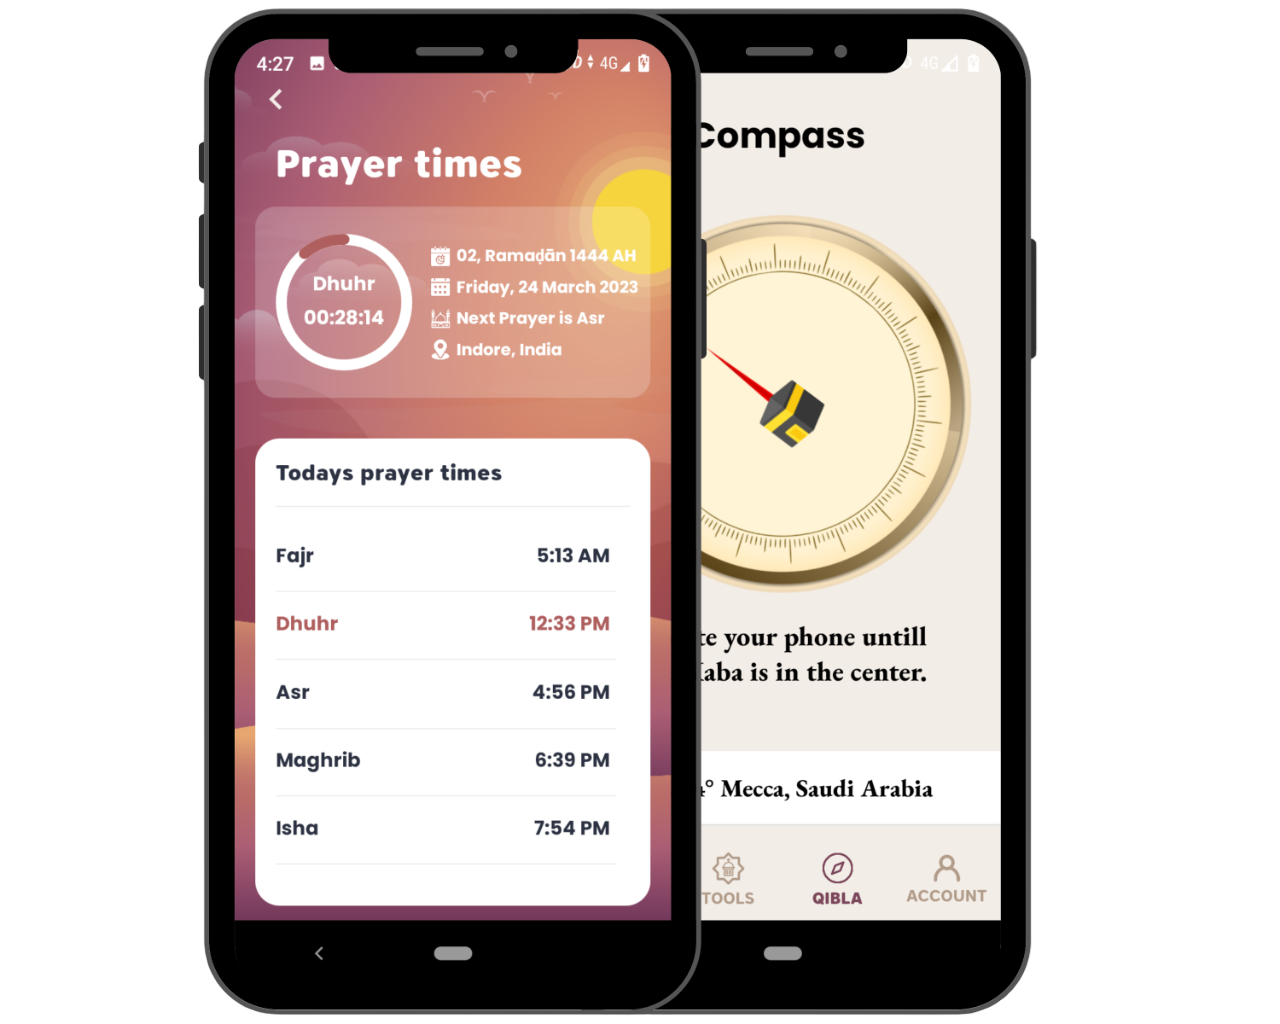 4:27
4G
Prayer times
Dhuhr
00:28:14
02, Ramaḍān 1444 AH
Friday, 24 March 2023
Next Prayer is Asr
Indore, India
Todays prayer times
Fajr 5:13 AM
Dhuhr 12:33 PM
Asr 4:56 PM
Maghrib 6:39 PM
Isha 7:54 PM
4G
Compass
te your phone untill
aba is in the center.
° Mecca, Saudi Arabia
TOOLS QIBLA ACCOUNT